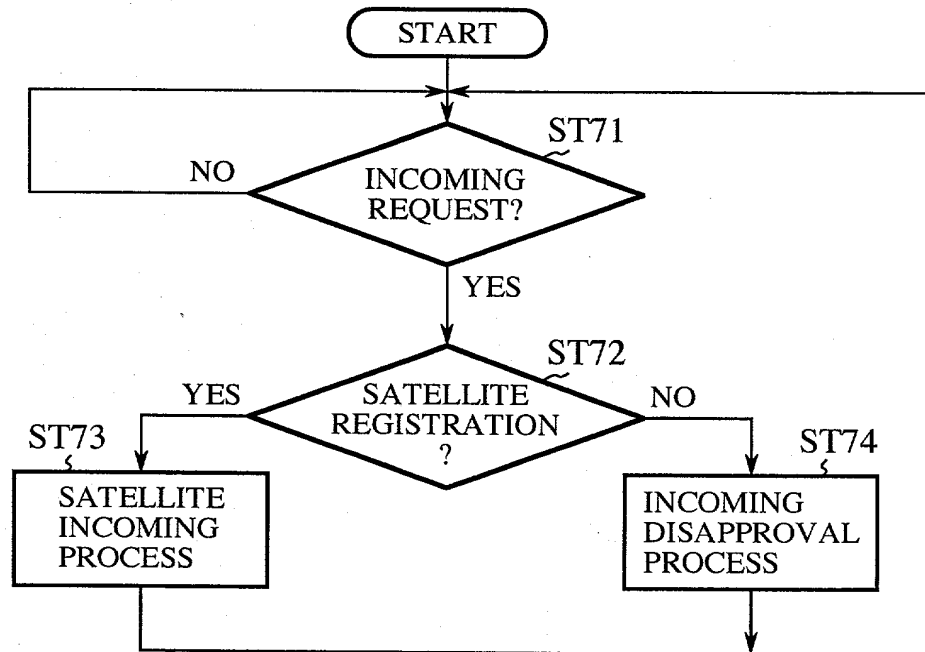 START
ST71
NO
INCOMING
REQUEST?
YES
ST72
YES
SATELLITE
REGISTRATION
?
NO
ST73
ST74
SATELLITE
INCOMING
PROCESS
INCOMING
DISAPPROVAL
PROCESS